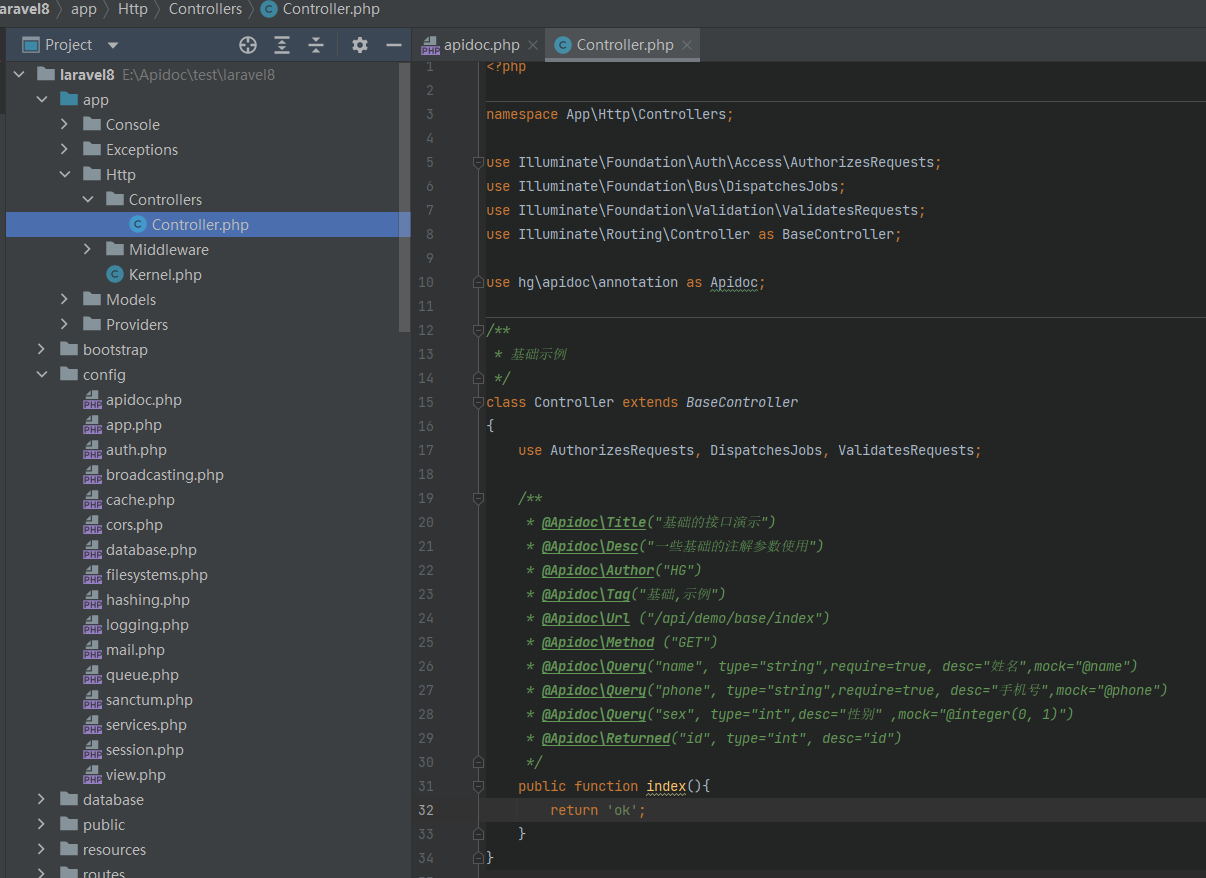 aravel8 app Http Controllers Controller.php
Project
apidoc.php Controller.php
laravel8 E:\Apidoc\test\laravel8
app
Console
Exceptions
Http
Controllers
Controller.php
Middleware
Kernel.php
Models
Providers
bootstrap
config
apidoc.php
app.php
auth.php
broadcasting.php
cache.php
cors.php
database.php
filesystems.php
hashing.php
logging.php
mail.php
queue.php
sanctum.php
services.php
session.php
view.php
database
public
resources
routes
1 <?php
2
3 namespace App\Http\Controllers;
4
5 use Illuminate\Foundation\Auth\Access\AuthorizesRequests;
6 use Illuminate\Foundation\Bus\DispatchesJobs;
7 use Illuminate\Foundation\Validation\ValidatesRequests;
8 use Illuminate\Routing\Controller as BaseController;
9
10 use hg\apidoc\annotation as Apidoc;
11
12 /**
13 * 基础示例
14 */
15 class Controller extends BaseController
16 {
17 use AuthorizesRequests, DispatchesJobs, ValidatesRequests;
18
19 /**
20 * @Apidoc\Title("基础的接口演示")
21 * @Apidoc\Desc("一些基础的注解参数使用")
22 * @Apidoc\Author("HG")
23 * @Apidoc\Tag("基础,示例")
24 * @Apidoc\Url ("/api/demo/base/index")
25 * @Apidoc\Method ("GET")
26 * @Apidoc\Query("name", type="string",require=true, desc="姓名",mock="@name")
27 * @Apidoc\Query("phone", type="string",require=true, desc="手机号",mock="@phone")
28 * @Apidoc\Query("sex", type="int",desc="性别" ,mock="@integer(0, 1)")
29 * @Apidoc\Returned("id", type="int", desc="id")
30 */
31 public function index(){
32 return 'ok';
33 }
34 }